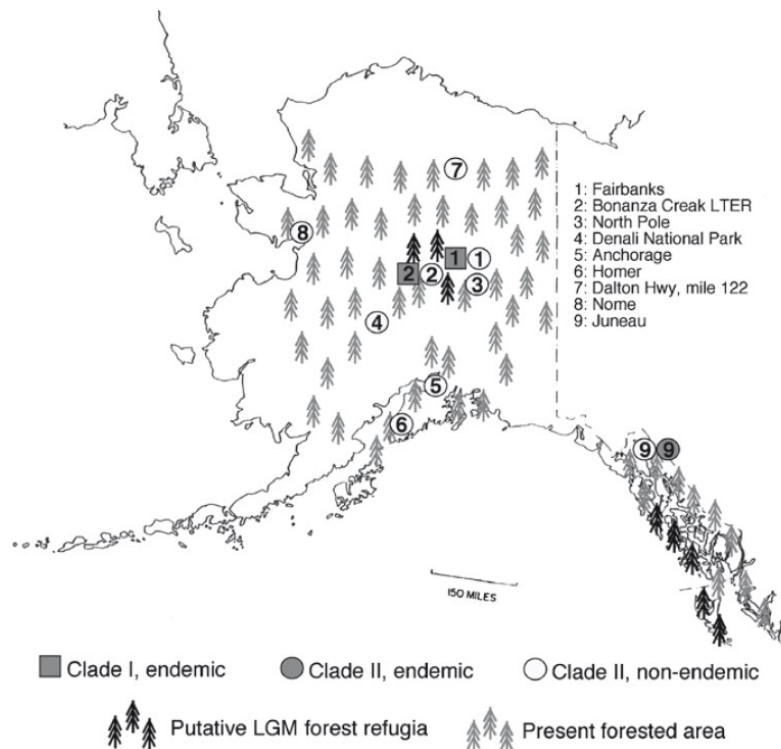 7
8
1 1
2 2
3
4
5
6
9 9
1: Fairbanks
2: Bonanza Creak LTER
3: North Pole
4: Denali National Park
5: Anchorage
6: Homer
7: Dalton Hwy, mile 122
8: Nome
9: Juneau
150 MILES
Clade I, endemic
Clade II, endemic
Clade II, non-endemic
Putative LGM forest refugia
Present forested area